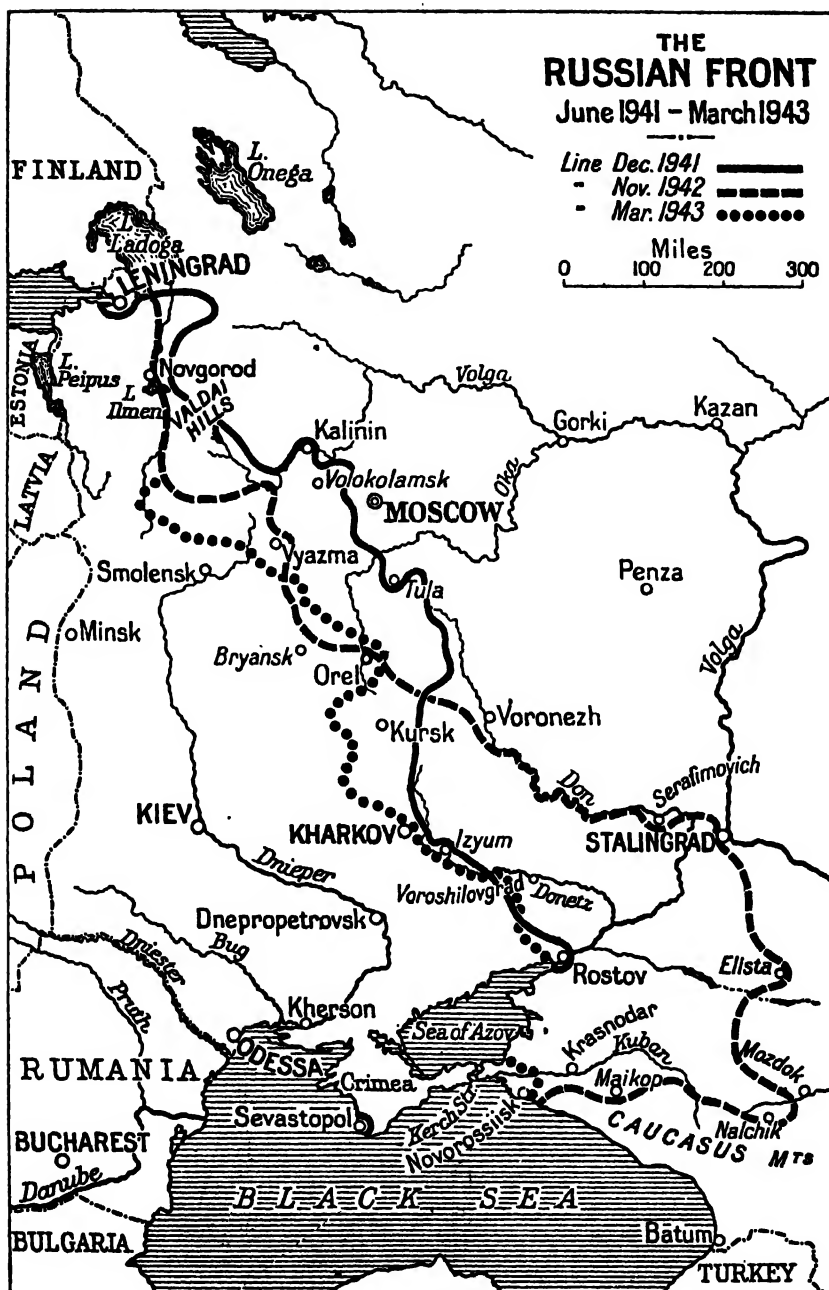 THE
RUSSIAN FRONT
June 1941 – March 1943
Line Dec. 1941
" Nov. 1942
" Mar. 1943
Miles
0 100 200 300
FINLAND
L. Onega
L. Ladoga
LENINGRAD
ESTONIA
L. Peipus
Novgorod
L. Ilmen
VALDAI HILLS
LATVIA
Volga
Kalinin
Gorki
Kazan
Volokolamsk
Oka
MOSCOW
Vyazma
Smolensk
Tula
Penza
POLAND
Minsk
Bryansk
Orel
Volga
Kursk
Voronezh
Don
Serafimovich
KIEV
KHARKOV
Izyum
STALINGRAD
Dnieper
Voroshilovgrad
Donetz
Dnepropetrovsk
Dniester
Bug
Rostov
Elista
Pruth
Kherson
Sea of Azov
Krasnodar
Kuban
Mozdok
RUMANIA
ODESSA
Crimea
Maikop
Sevastopol
Kerch Str.
Novorossiisk
Nalchik
CAUCASUS MTS
BUCHAREST
Danube
BLACK SEA
BULGARIA
Batum
TURKEY